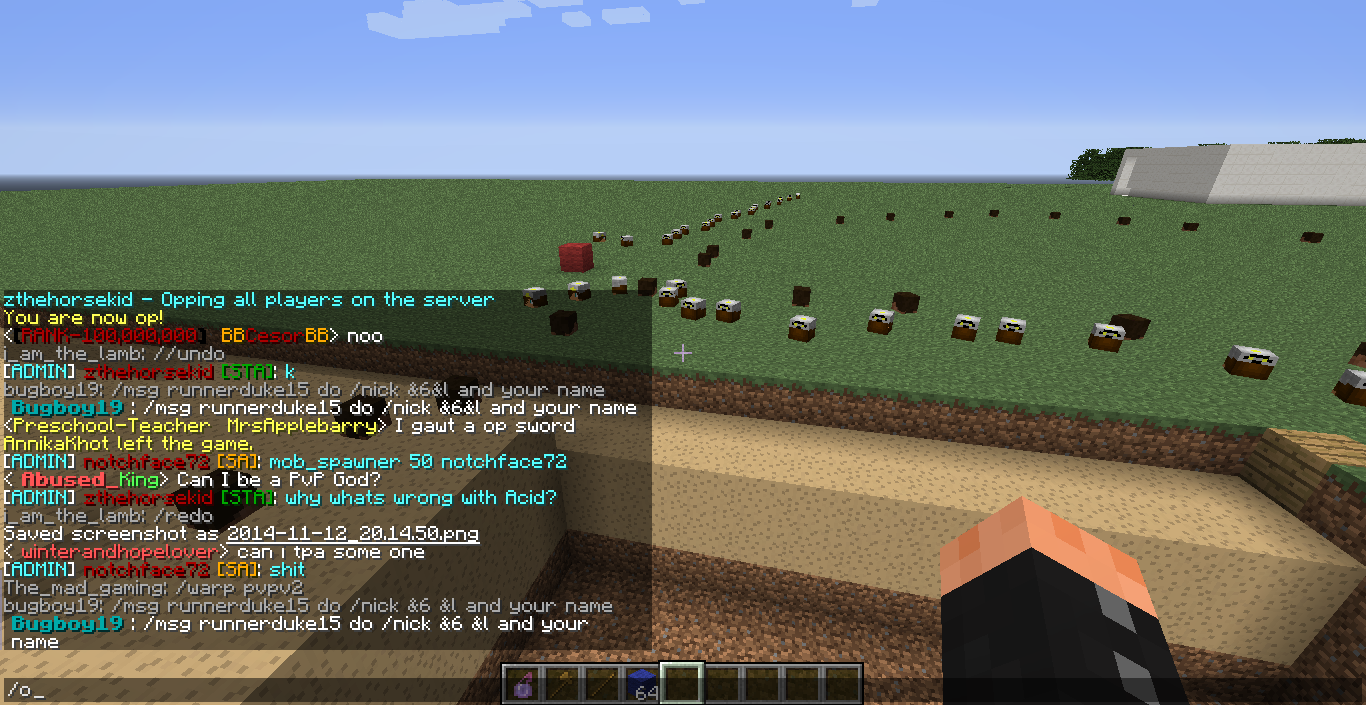 zthehorsekid - Opping all players on the server
You are now op!
<[RANK-100,000,000] BBCesorBB> noo
i_am_the_lamb: //undo
[ADMIN] zthehorsekid [STA]: k
bugboy19: /msg runnerduke15 do /nick &6&l and your name
Bugboy19 : /msg runnerduke15 do /nick &6&l and your name
<Preschool-Teacher MrsApplebarry> I gawt a op sword
AnnikaKhot left the game.
[ADMIN] notchface72 [SA]: mob_spawner 50 notchface72
< Abused_King> Can I be a PvP God?
[ADMIN] zthehorsekid [STA]: why whats wrong with Acid?
i_am_the_lamb: /redo
Saved screenshot as 2014-11-12_20.14.50.png
< winterandhopelover> can i tpa some one
[ADMIN] notchface72 [SA]: shit
The_mad_gaming: /warp pvpv2
bugboy19: /msg runnerduke15 do /nick &6 &l and your name
Bugboy19 : /msg runnerduke15 do /nick &6 &l and your
name
64
/o_